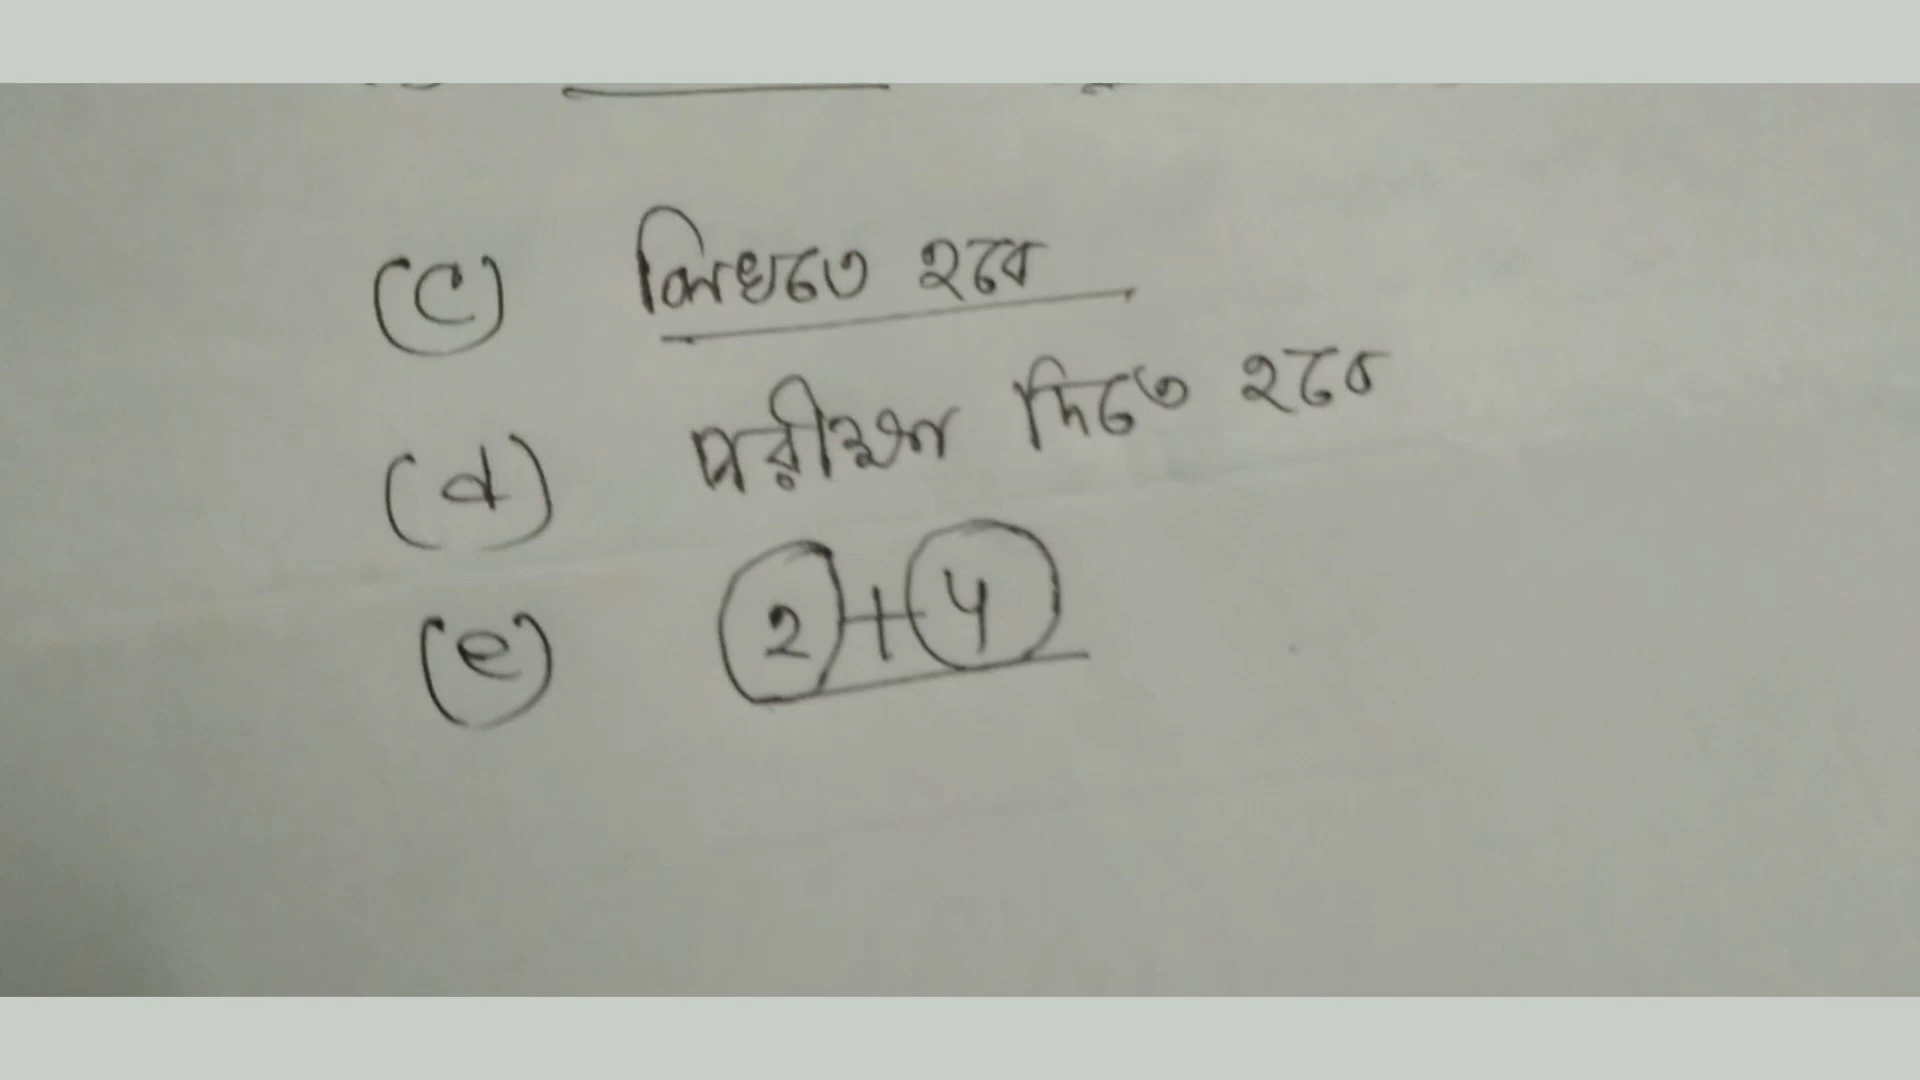 (c) লিখতে হবে
(d) পরীক্ষা দিতে হবে
(e) 2+4